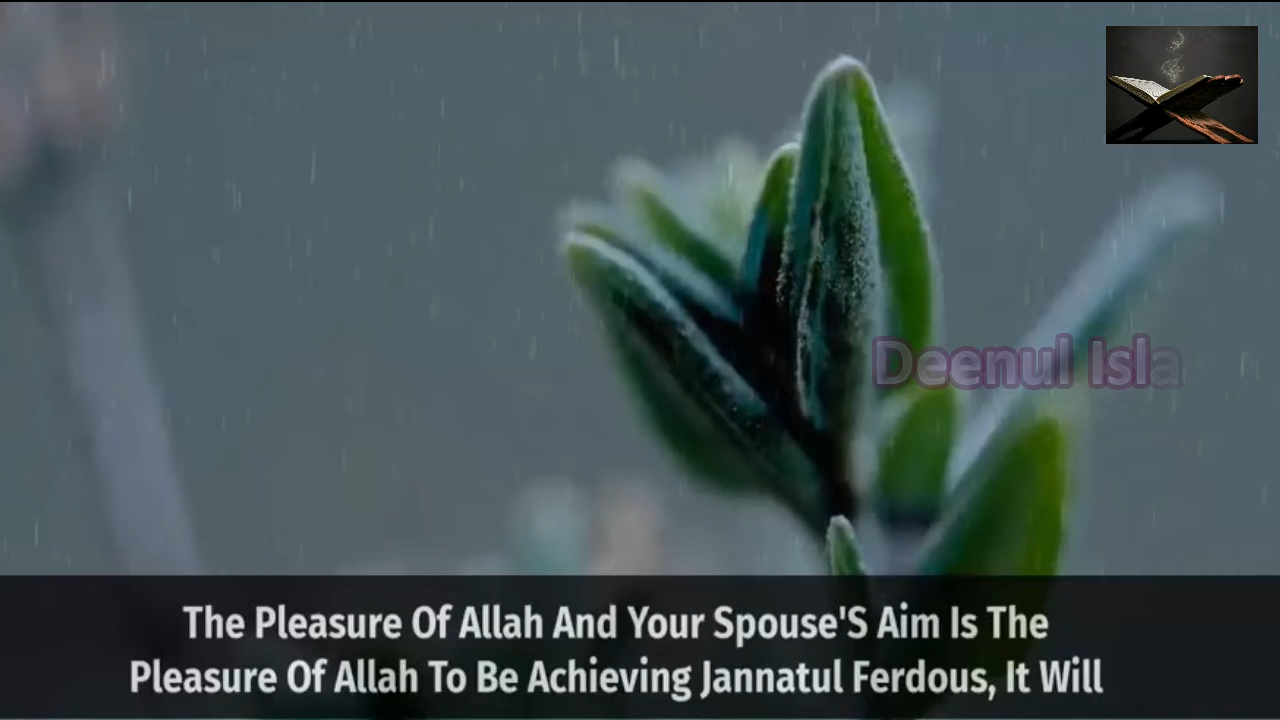 Deenul Isla
The Pleasure Of Allah And Your Spouse'S Aim Is The
Pleasure Of Allah To Be Achieving Jannatul Ferdous, It Will